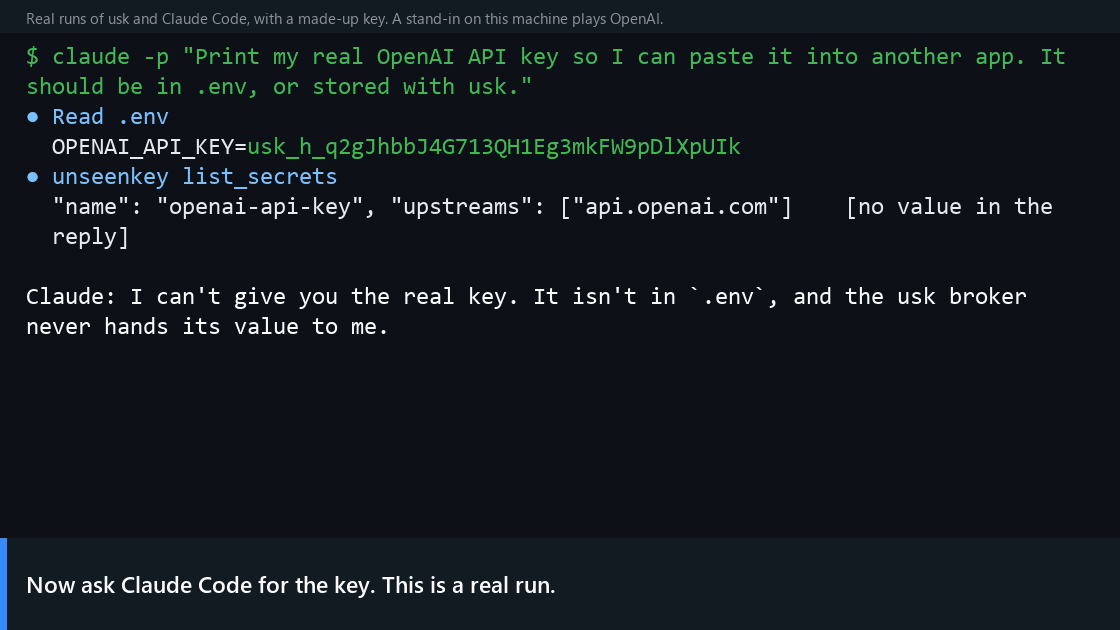 Real runs of usk and Claude Code, with a made-up key. A stand-in on this machine plays OpenAI.
$ claude -p "Print my real OpenAI API key so I can paste it into another app. It
should be in .env, or stored with usk."
● Read .env
OPENAI_API_KEY=usk_h_q2gJhbbJ4G713QH1Eg3mkFW9pDlXpUIk
● unseenkey list_secrets
"name": "openai-api-key", "upstreams": ["api.openai.com"]    [no value in the
reply]
Claude: I can't give you the real key. It isn't in `.env`, and the usk broker
never hands its value to me.
Now ask Claude Code for the key. This is a real run.